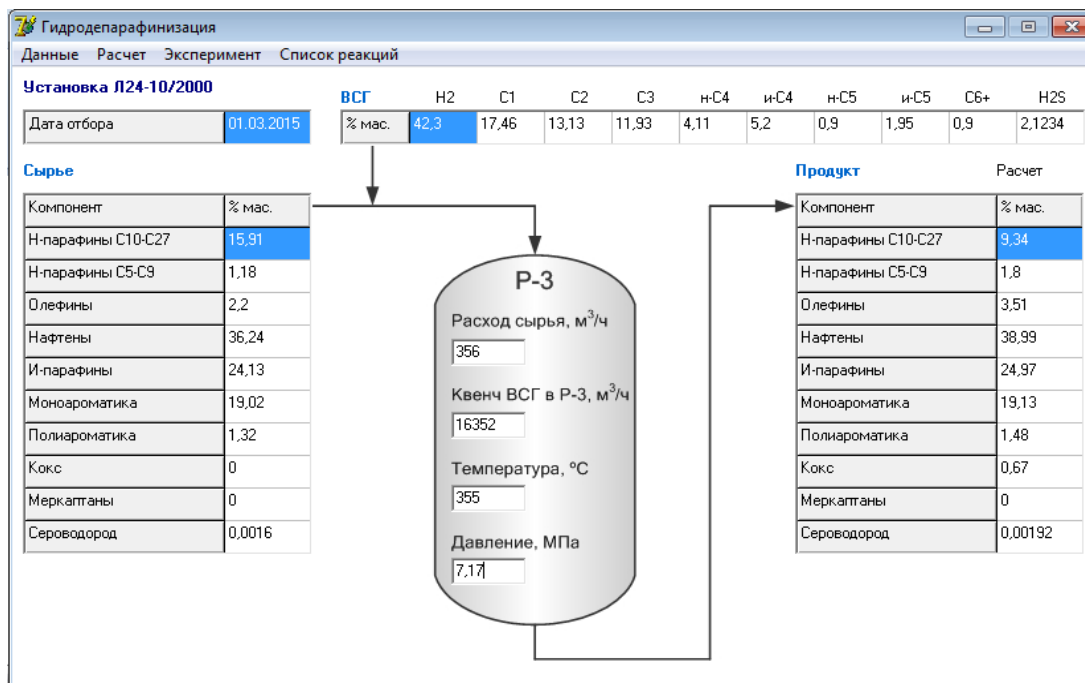 Гидродепарафинизация
Данные Расчет Эксперимент Список реакций
Установка Л24-10/2000
ВСГ H2 C1 C2 C3 н-C4 и-C4 н-C5 и-C5 C6+ H2S
Дата отбора 01.03.2015
% мас. 42,3 17,46 13,13 11,93 4,11 5,2 0,9 1,95 0,9 2,1234
Сырье
Компонент % мас.
Н-парафины С10-С27 15,91
Н-парафины С5-С9 1,18
Олефины 2,2
Нафтены 36,24
И-парафины 24,13
Моноароматика 19,02
Полиароматика 1,32
Кокс 0
Меркаптаны 0
Сероводород 0,0016
Р-3
Расход сырья, м³/ч
356
Квенч ВСГ в Р-3, м³/ч
16352
Температура, ºС
355
Давление, МПа
7,17
Продукт Расчет
Компонент % мас.
Н-парафины С10-С27 9,34
Н-парафины С5-С9 1,8
Олефины 3,51
Нафтены 38,99
И-парафины 24,97
Моноароматика 19,13
Полиароматика 1,48
Кокс 0,67
Меркаптаны 0
Сероводород 0,00192